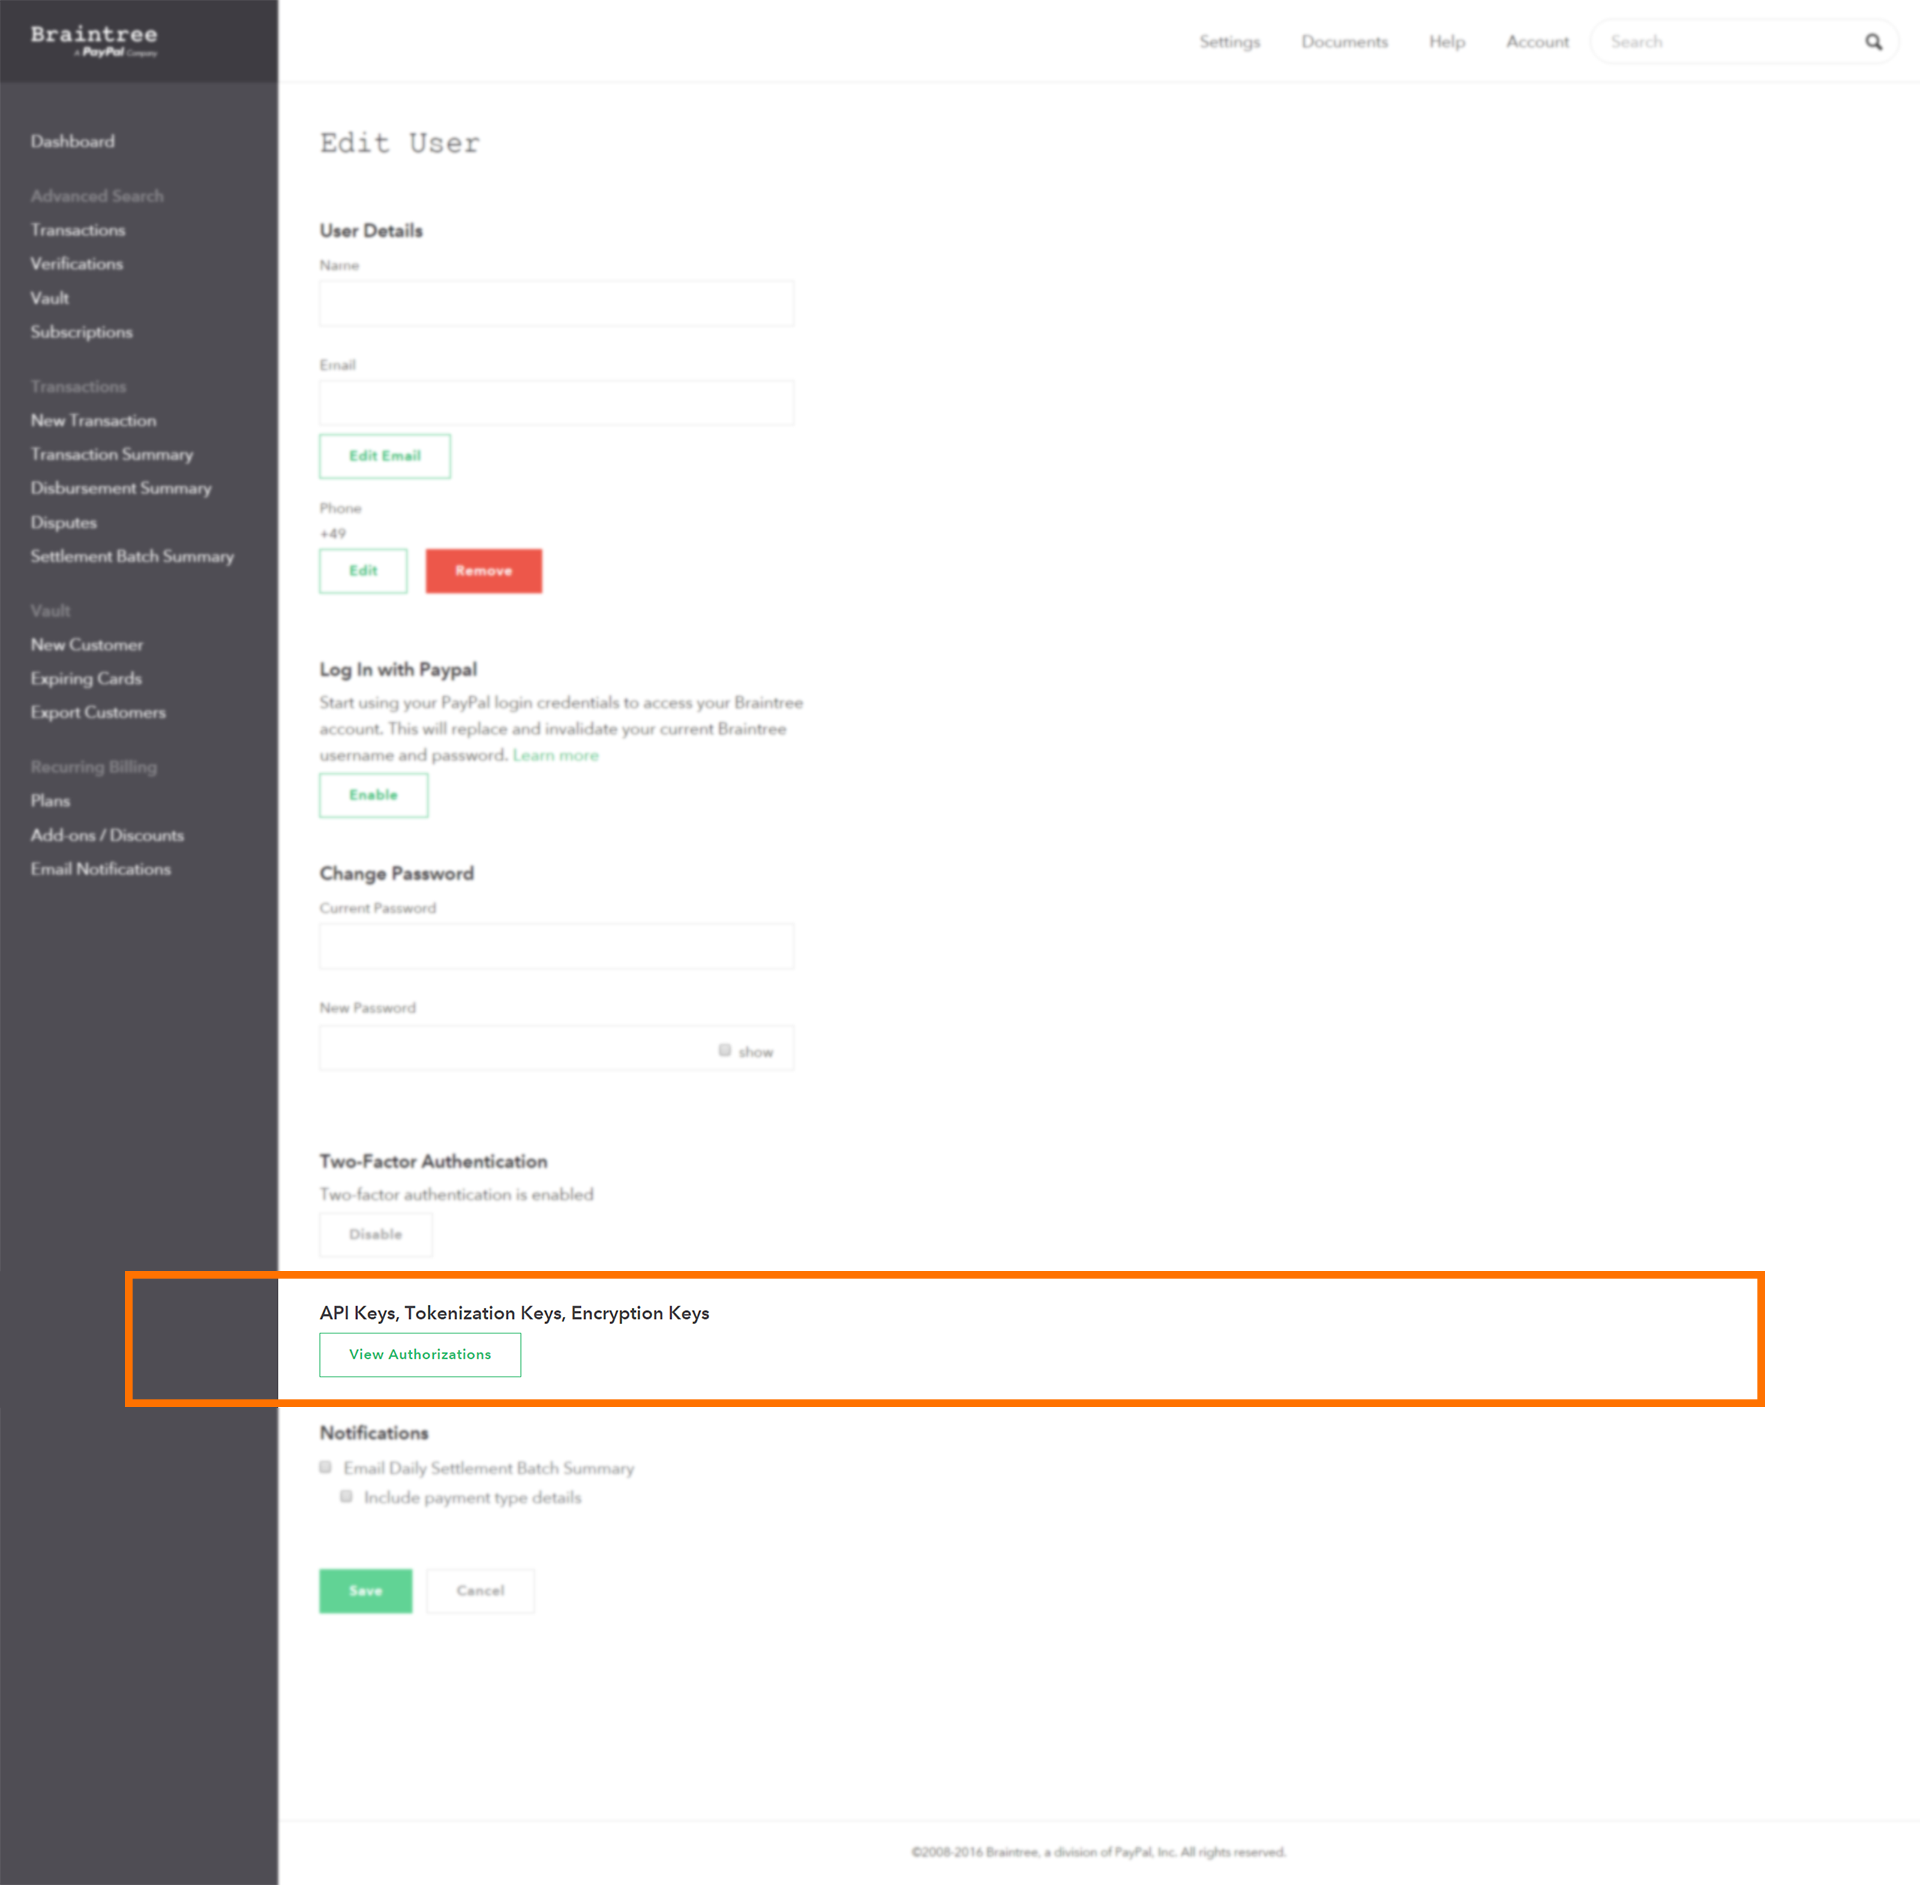 Braintree
A PayPal Company
Settings
Documents
Help
Account
Search
Dashboard
Advanced Search
Transactions
Verifications
Vault
Subscriptions
Transactions
New Transaction
Transaction Summary
Disbursement Summary
Disputes
Settlement Batch Summary
Vault
New Customer
Expiring Cards
Export Customers
Recurring Billing
Plans
Add-ons / Discounts
Email Notifications
Edit User
User Details
Name
Email
Edit Email
Phone
+49
Edit
Remove
Log In with Paypal
Start using your PayPal login credentials to access your Braintree
account. This will replace and invalidate your current Braintree
username and password. Learn more
Enable
Change Password
Current Password
New Password
show
Two-Factor Authentication
Two-factor authentication is enabled
Disable
API Keys, Tokenization Keys, Encryption Keys
View Authorizations
Notifications
Email Daily Settlement Batch Summary
Include payment type details
Save
Cancel
©2008-2016 Braintree, a division of PayPal, Inc. All rights reserved.